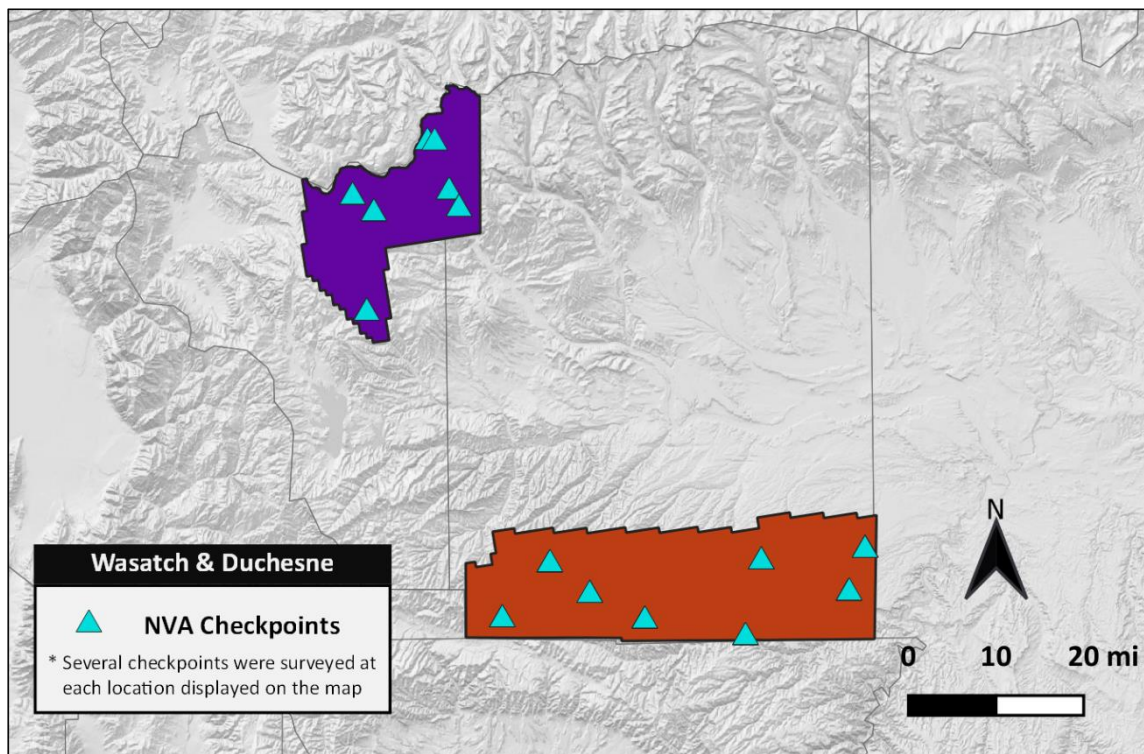 Wasatch & Duchesne
NVA Checkpoints
* Several checkpoints were surveyed at
each location displayed on the map
N
0 10 20 mi